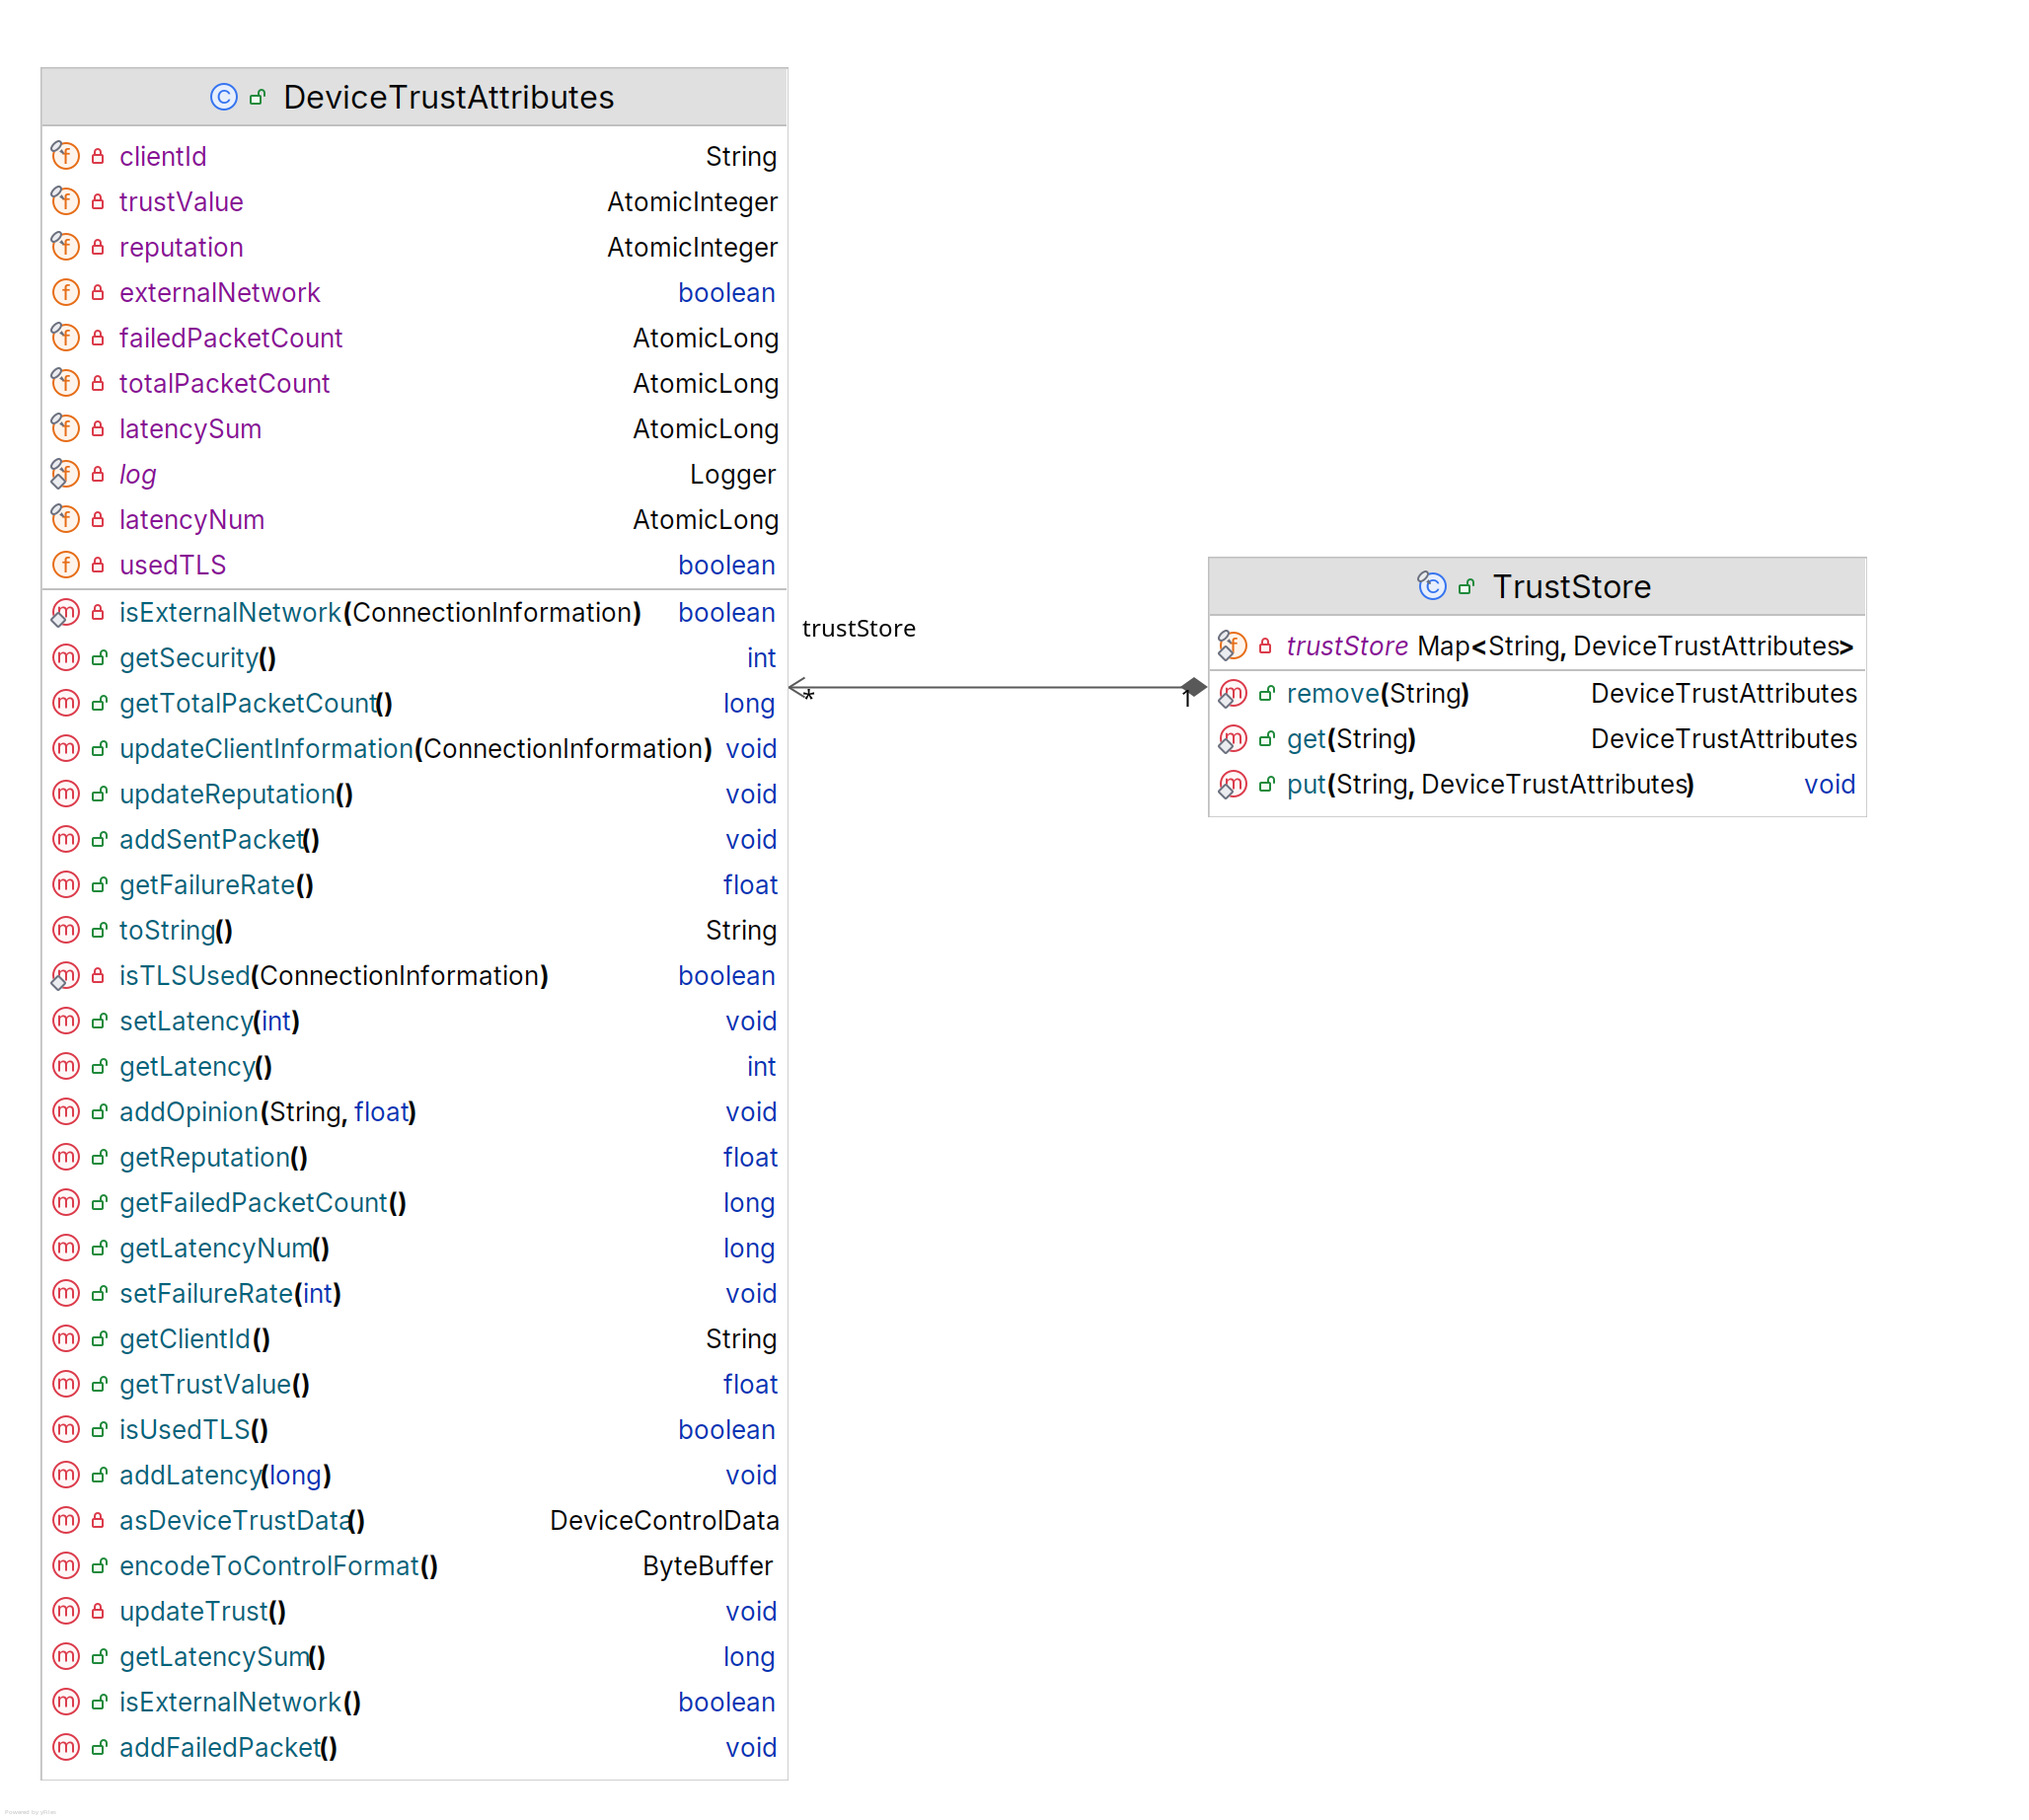 DeviceTrustAttributes
clientId String
trustValue AtomicInteger
reputation AtomicInteger
externalNetwork boolean
failedPacketCount AtomicLong
totalPacketCount AtomicLong
latencySum AtomicLong
log Logger
latencyNum AtomicLong
usedTLS boolean
isExternalNetwork(ConnectionInformation) boolean
getSecurity() int
getTotalPacketCount() long
updateClientInformation(ConnectionInformation) void
updateReputation() void
addSentPacket() void
getFailureRate() float
toString() String
isTLSUsed(ConnectionInformation) boolean
setLatency(int) void
getLatency() int
addOpinion(String, float) void
getReputation() float
getFailedPacketCount() long
getLatencyNum() long
setFailureRate(int) void
getClientId() String
getTrustValue() float
isUsedTLS() boolean
addLatency(long) void
asDeviceTrustData() DeviceControlData
encodeToControlFormat() ByteBuffer
updateTrust() void
getLatencySum() long
isExternalNetwork() boolean
addFailedPacket() void
trustStore
* 1
TrustStore
trustStore Map<String, DeviceTrustAttributes>
remove(String) DeviceTrustAttributes
get(String) DeviceTrustAttributes
put(String, DeviceTrustAttributes) void
Powered by yFiles